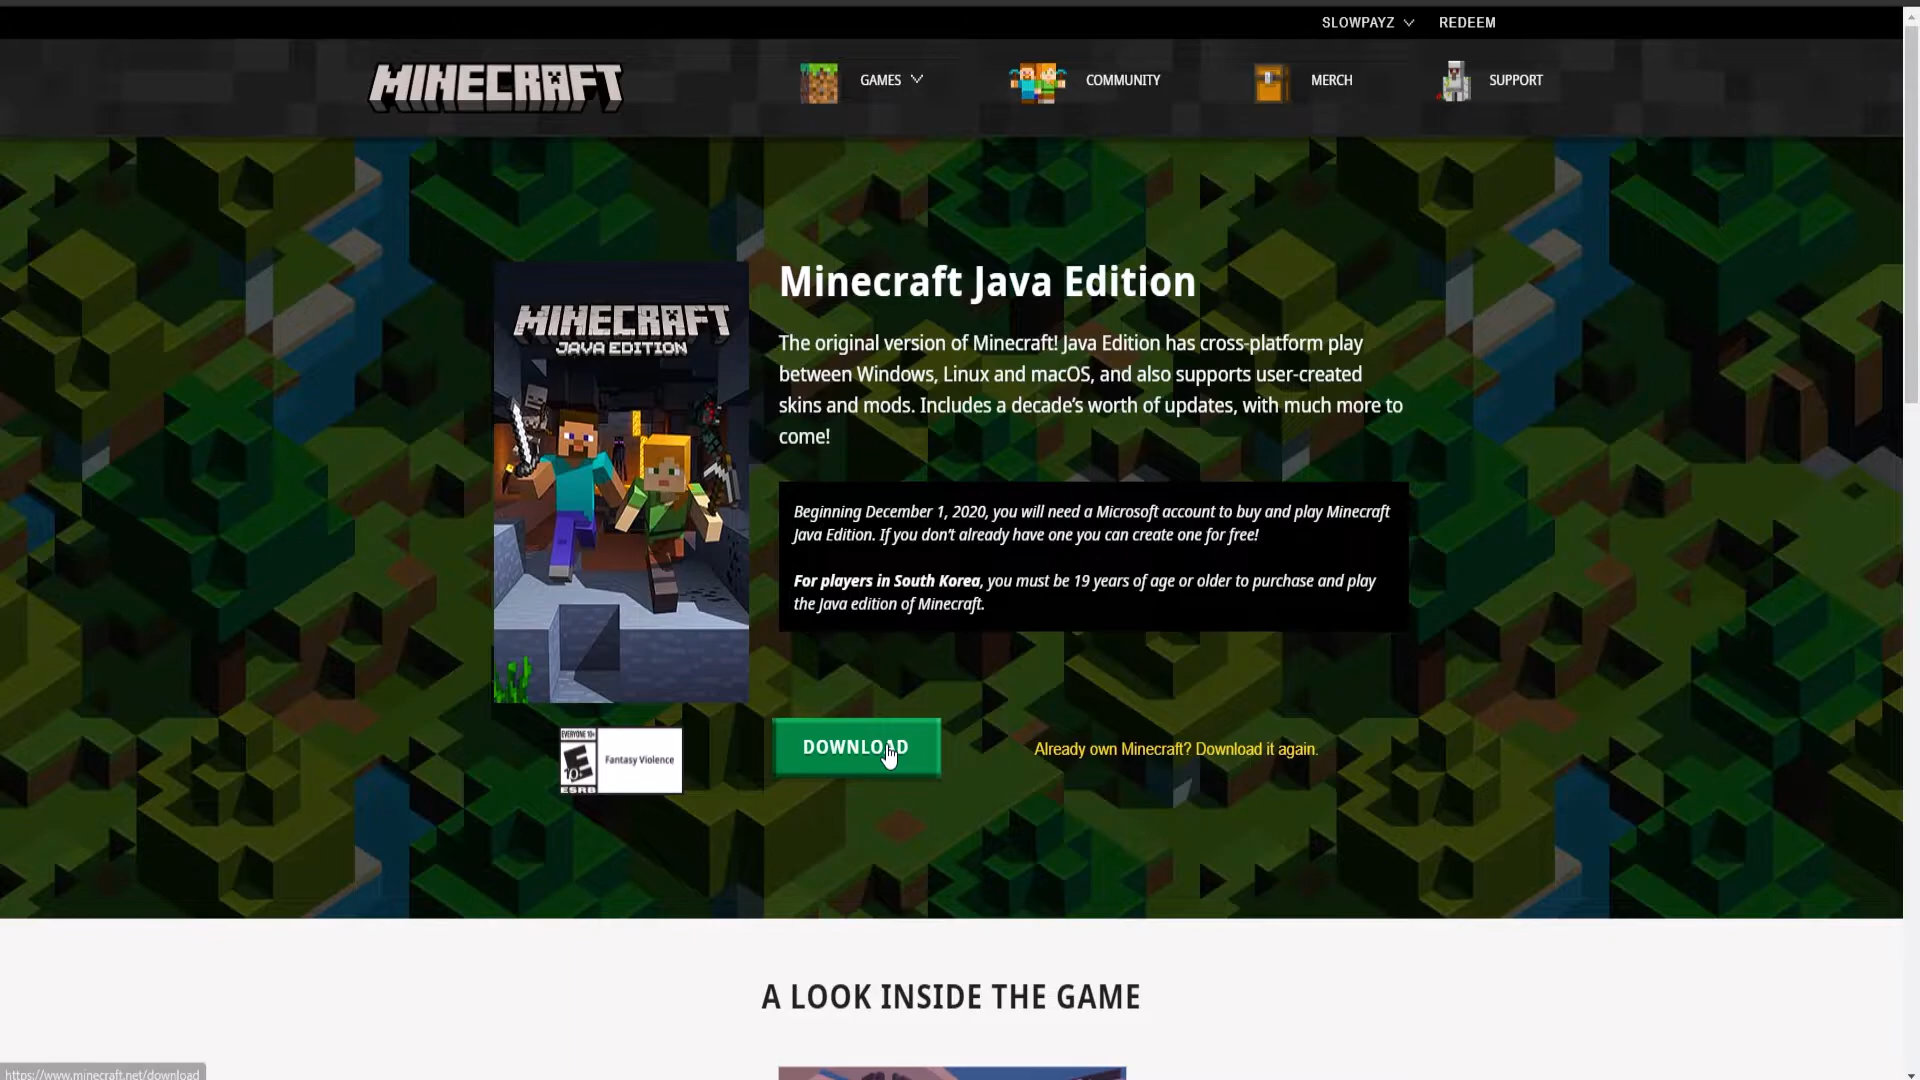 SLOWPAYZ REDEEM
MINECRAFT GAMES COMMUNITY MERCH SUPPORT
MINECRAFT
JAVA EDITION
Minecraft Java Edition
The original version of Minecraft! Java Edition has cross-platform play
between Windows, Linux and macOS, and also supports user-created
skins and mods. Includes a decade's worth of updates, with much more to
come!
Beginning December 1, 2020, you will need a Microsoft account to buy and play Minecraft
Java Edition. If you don't already have one you can create one for free!
For players in South Korea, you must be 19 years of age or older to purchase and play
the Java edition of Minecraft.
EVERYONE 10+
E
10+
ESRB
Fantasy Violence
DOWNLOAD
Already own Minecraft? Download it again.
A LOOK INSIDE THE GAME
https://www.minecraft.net/download